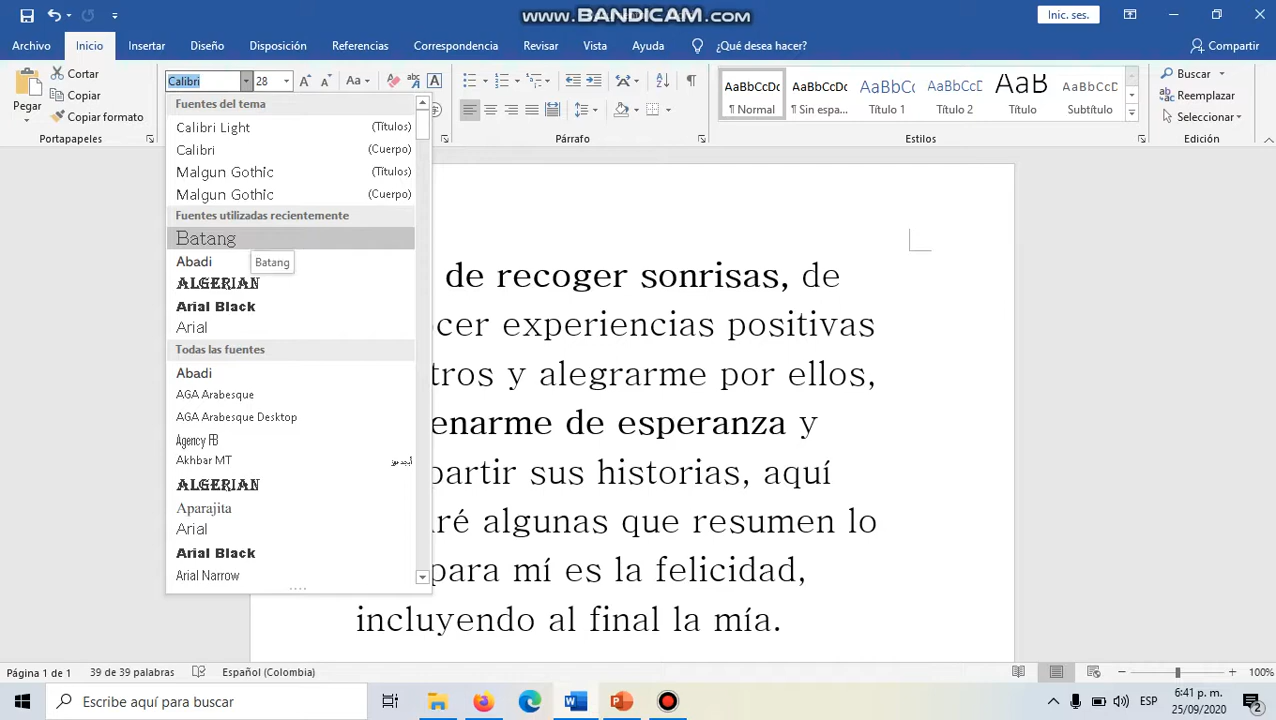 www.BANDICAM.com
Inic. ses.
Archivo Inicio Insertar Diseño Disposición Referencias Correspondencia Revisar Vista Ayuda ¿Qué desea hacer? Compartir
Pegar
Cortar
Copiar
Copiar formato
Portapapeles
Calibri 28
Párrafo
AaBbCcDc AaBbCcDc AaBbCc AaBbCcD AaB AaBbCcD
¶ Normal ¶ Sin espa... Título 1 Título 2 Título Subtítulo
Estilos
Buscar
Reemplazar
Seleccionar
Edición
Fuentes del tema
Calibri Light (Títulos)
Calibri (Cuerpo)
Malgun Gothic (Títulos)
Malgun Gothic (Cuerpo)
Fuentes utilizadas recientemente
Batang
Abadi
Batang
ALGERIAN
Arial Black
Arial
Todas las fuentes
Abadi
AGA Arabesque
AGA Arabesque Desktop
Agency FB
Akhbar MT أبجد هوز
ALGERIAN
Aparajita
Arial
Arial Black
Arial Narrow
de recoger sonrisas, de
cer experiencias positivas
tros y alegrarme por ellos,
enarme de esperanza y
partir sus historias, aquí
ré algunas que resumen lo
para mí es la felicidad,
incluyendo al final la mía.
Página 1 de 1 39 de 39 palabras Español (Colombia) 100%
Escribe aquí para buscar
ESP
6:41 p. m.
25/09/2020
2